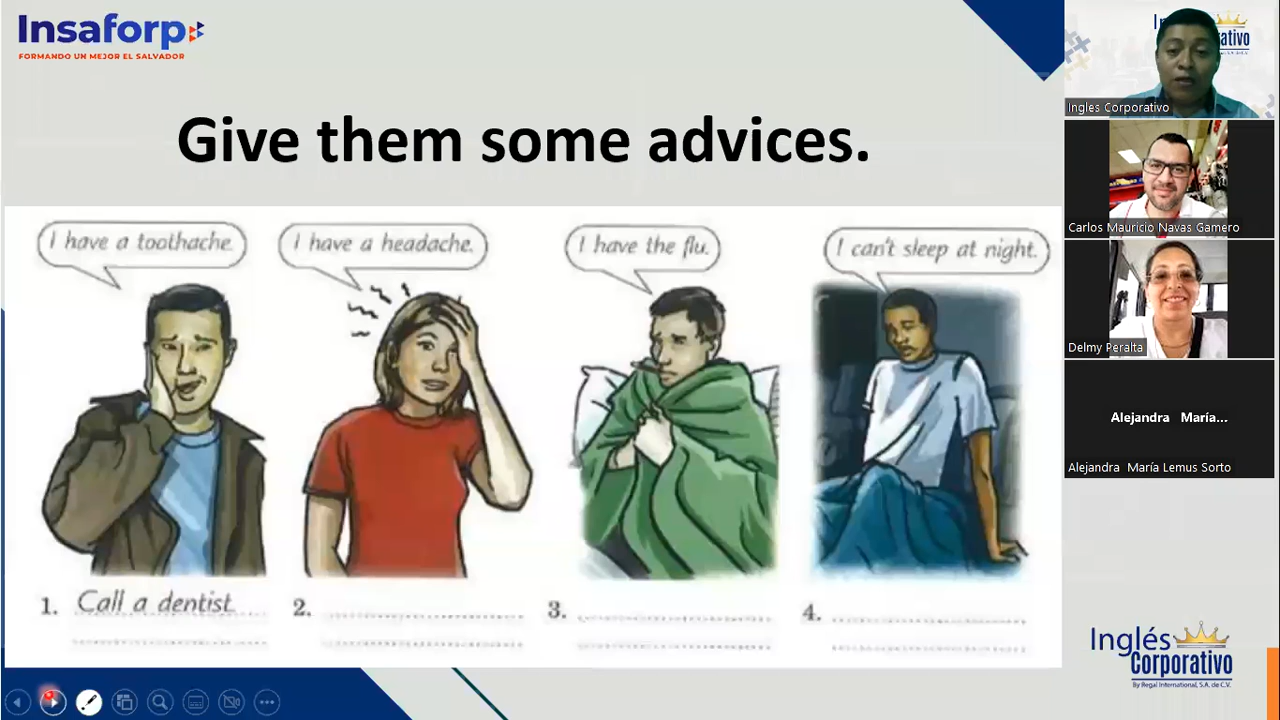 Insaforp
FORMANDO UN MEJOR EL SALVADOR
Give them some advices.
I have a toothache.
I have a headache.
I have the flu.
I can't sleep at night.
1. Call a dentist.
2.
3.
4.
Ingles Corporativo
Carlos Mauricio Navas Gamero
Delmy Peralta
Alejandra María...
Alejandra María Lemus Sorto
Inglés
Corporativo
By Regal International, S.A. de C.V.